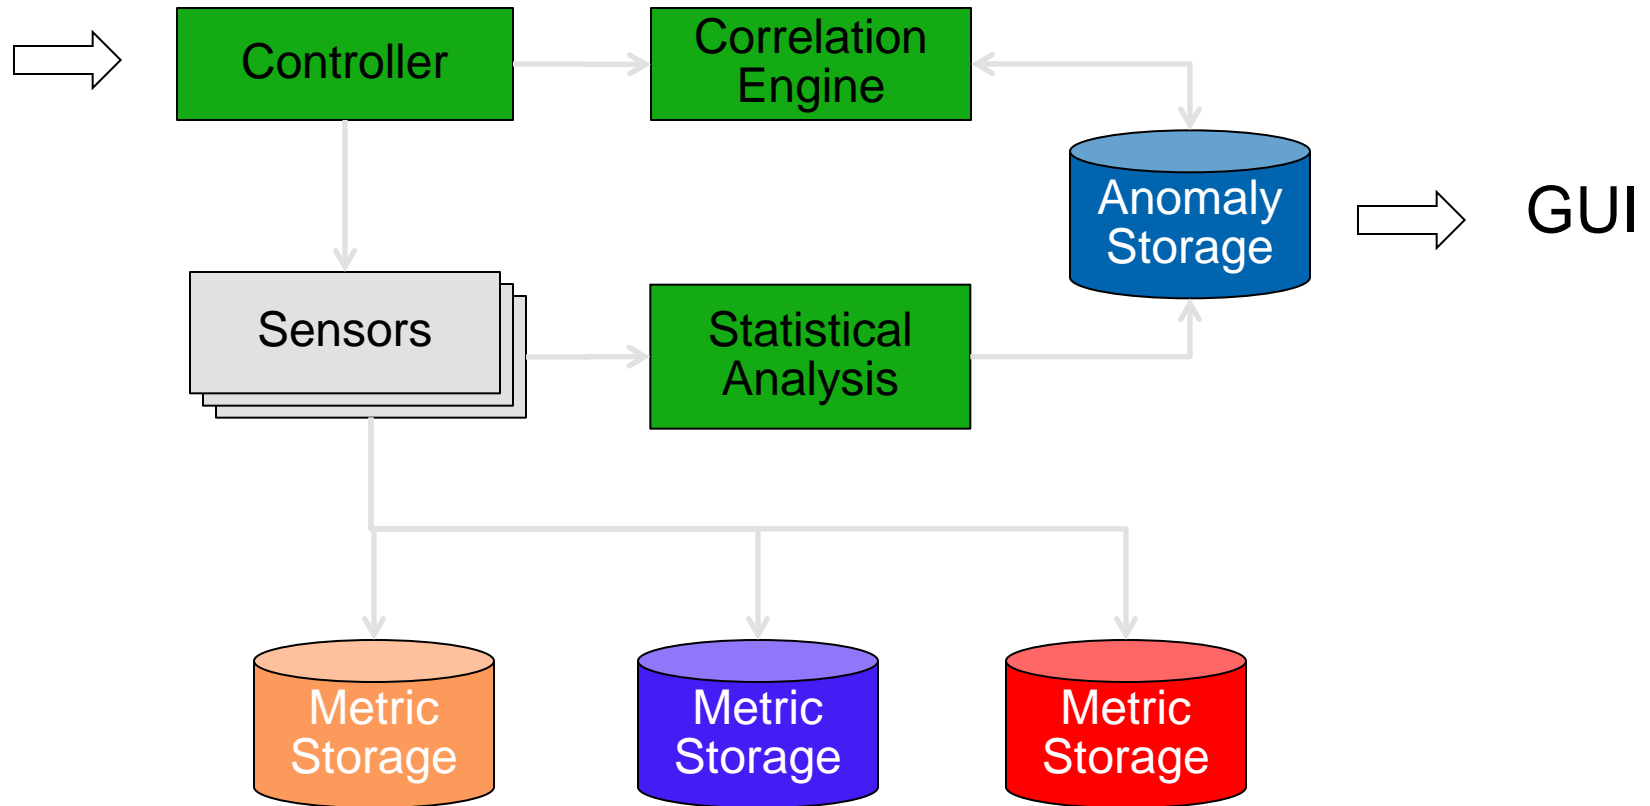 Controller
Correlation
Engine
Anomaly
Storage
GUI
Sensors
Statistical
Analysis
Metric
Storage
Metric
Storage
Metric
Storage